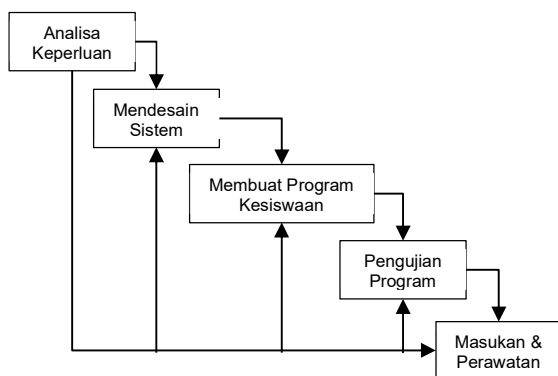 Analisa
Keperluan
Mendesain
Sistem
Membuat Program
Kesiswaan
Pengujian
Program
Masukan &
Perawatan